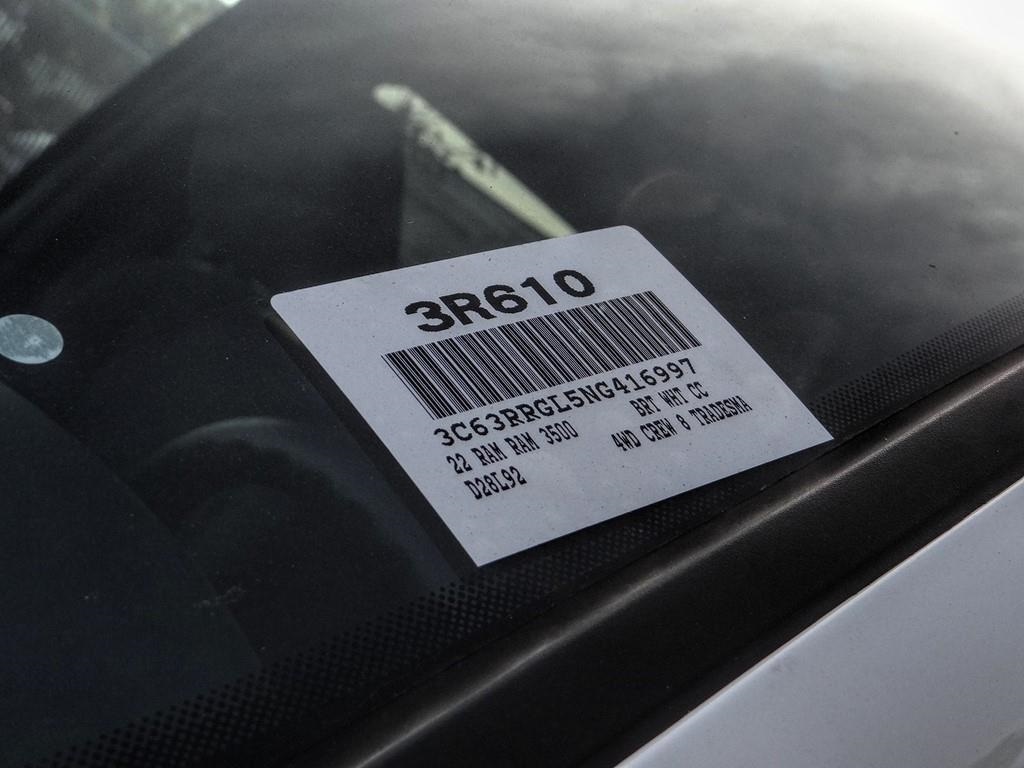 3R610
3C63RRGL5NG416997
22 RAM RAM 3500 BRT WHT CC
D28L92 4WD CREW 8 TRADESMA